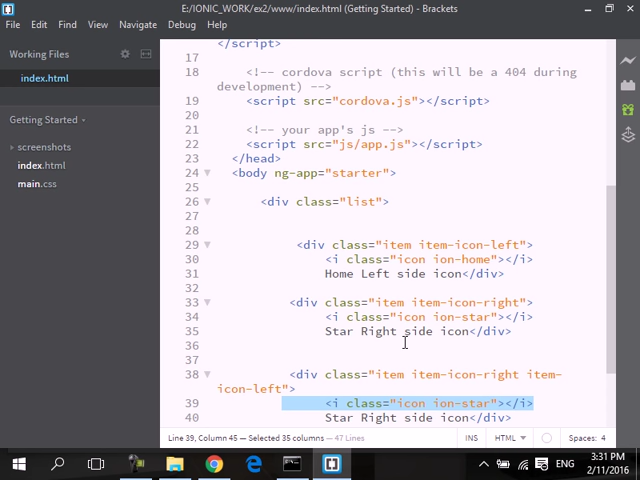 E:/IONIC_WORK/ex2/www/index.html (Getting Started) - Brackets
File Edit Find View Navigate Debug Help
Working Files
index.html
Getting Started
screenshots
index.html
main.css
</script>
17
18 <!-- cordova script (this will be a 404 during
development) -->
19 <script src="cordova.js"></script>
20
21 <!-- your app's js -->
22 <script src="js/app.js"></script>
23 </head>
24 <body ng-app="starter">
25
26 <div class="list">
27
28
29 <div class="item item-icon-left">
30 <i class="icon ion-home"></i>
31 Home Left side icon</div>
32
33 <div class="item item-icon-right">
34 <i class="icon ion-star"></i>
35 Star Right side icon</div>
36
37
38 <div class="item item-icon-right item-
icon-left">
39 <i class="icon ion-star"></i>
40 Star Right side icon</div>
Line 39, Column 45 — Selected 35 columns — 47 Lines
INS
HTML
Spaces: 4
ENG
3:31 PM
2/11/2016